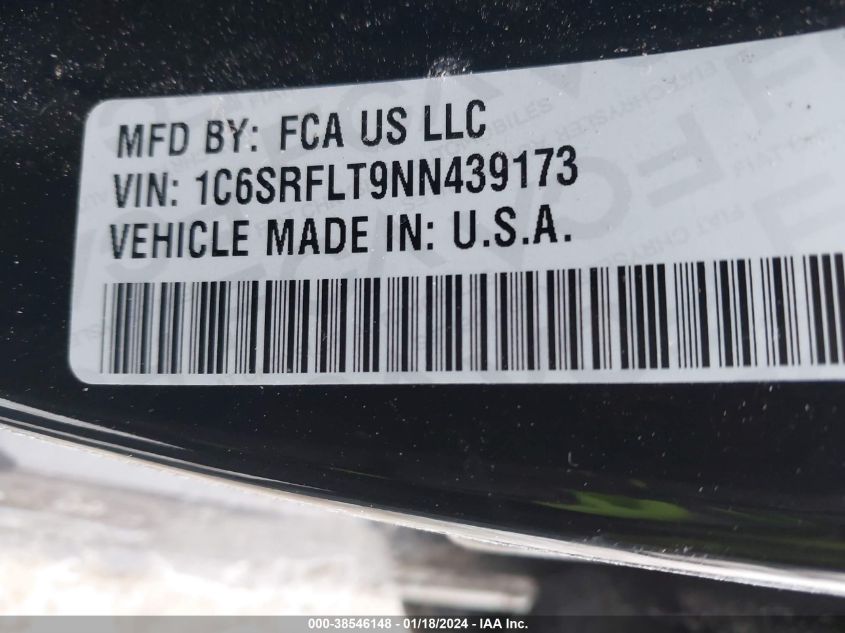 MFD BY: FCA US LLC
VIN: 1C6SRFLT9NN439173
VEHICLE MADE IN: U.S.A.
000-38546148 - 01/18/2024 - IAA Inc.